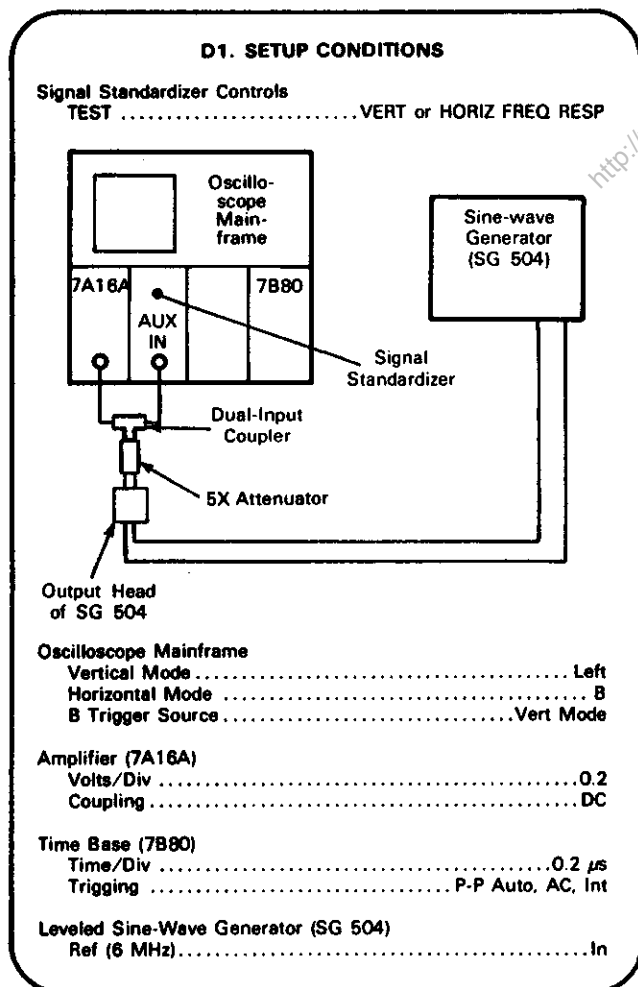 D1. SETUP CONDITIONS
Signal Standardizer Controls
TEST ............................VERT or HORIZ FREQ RESP
http://
Oscillo-
scope
Main-
frame
Sine-wave
Generator
(SG 504)
7A16A
7B80
AUX
IN
Signal
Standardizer
Dual-Input
Coupler
5X Attenuator
Output Head
of SG 504
Oscilloscope Mainframe
Vertical Mode ................................................Left
Horizontal Mode ................................................B
B Trigger Source ....................................Vert Mode
Amplifier (7A16A)
Volts/Div ........................................................0.2
Coupling ........................................................DC
Time Base (7B80)
Time/Div ....................................................0.2 µs
Trigging ................................P-P Auto, AC, Int
Leveled Sine-Wave Generator (SG 504)
Ref (6 MHz)......................................................In